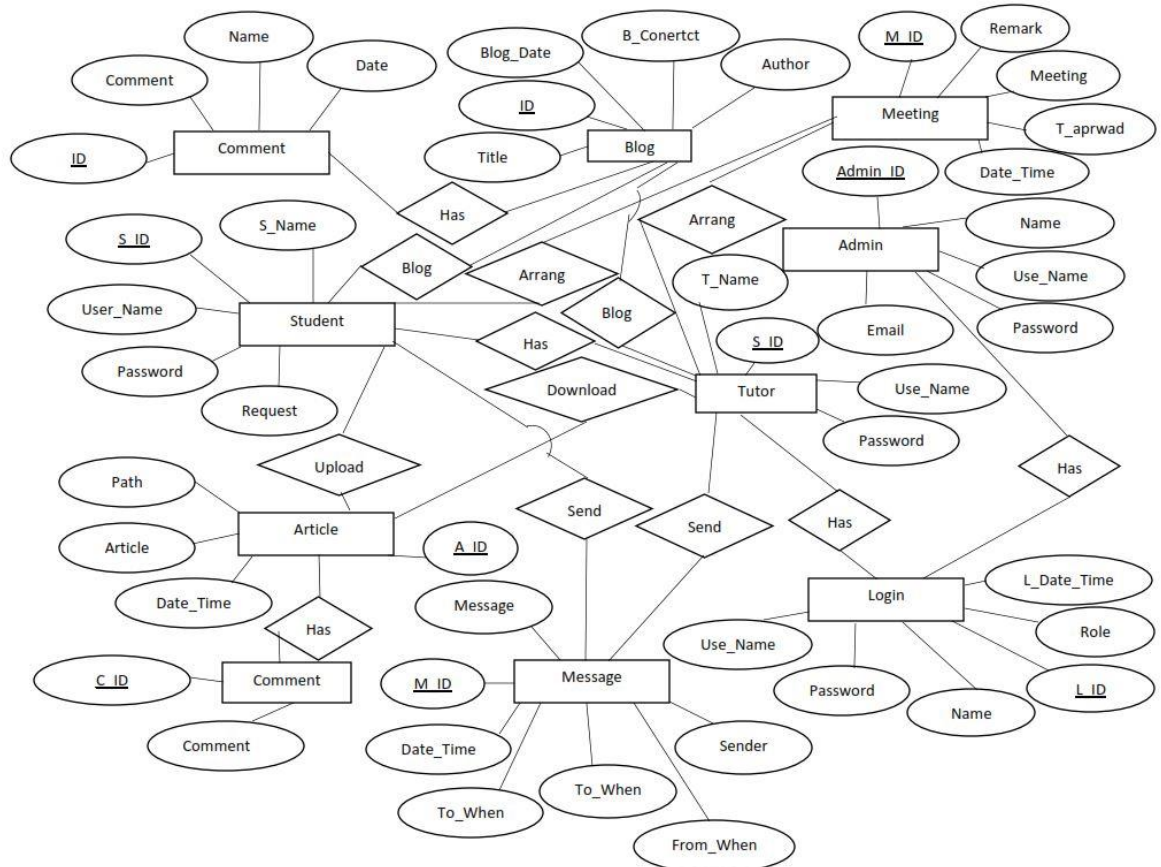 Name
Comment
Date
ID
Comment
Blog_Date
B_Conertct
Author
ID
Title
Blog
M_ID
Remark
Meeting
Meeting
T_aprwad
Date_Time
Admin_ID
Name
Admin
Use_Name
Password
Email
Has
Blog
Arrang
Arrang
Blog
Has
Download
S_ID
S_Name
User_Name
Student
Password
Request
T_Name
S_ID
Tutor
Use_Name
Password
Upload
Send
Send
Has
Has
Path
Article
Article
A_ID
Date_Time
Has
C_ID
Comment
Comment
Message
M_ID
Message
Date_Time
To_When
To_When
From_When
Sender
Login
L_Date_Time
Role
L_ID
Use_Name
Password
Name